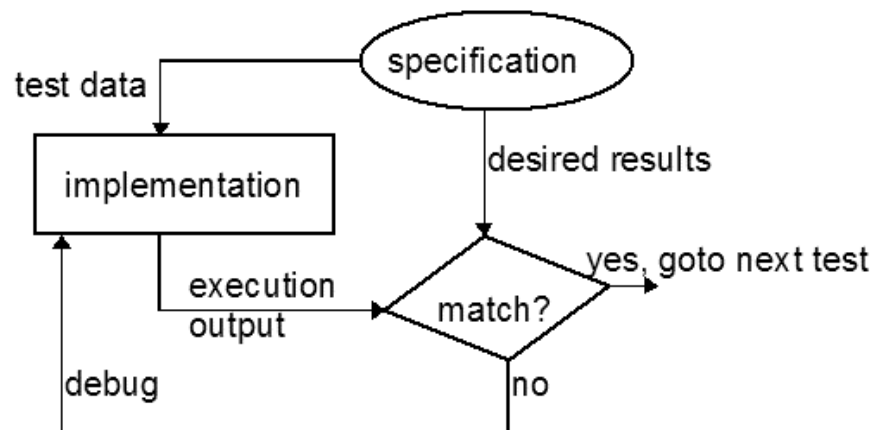 specification
test data
desired results
implementation
yes, goto next test
execution
output
match?
debug
no